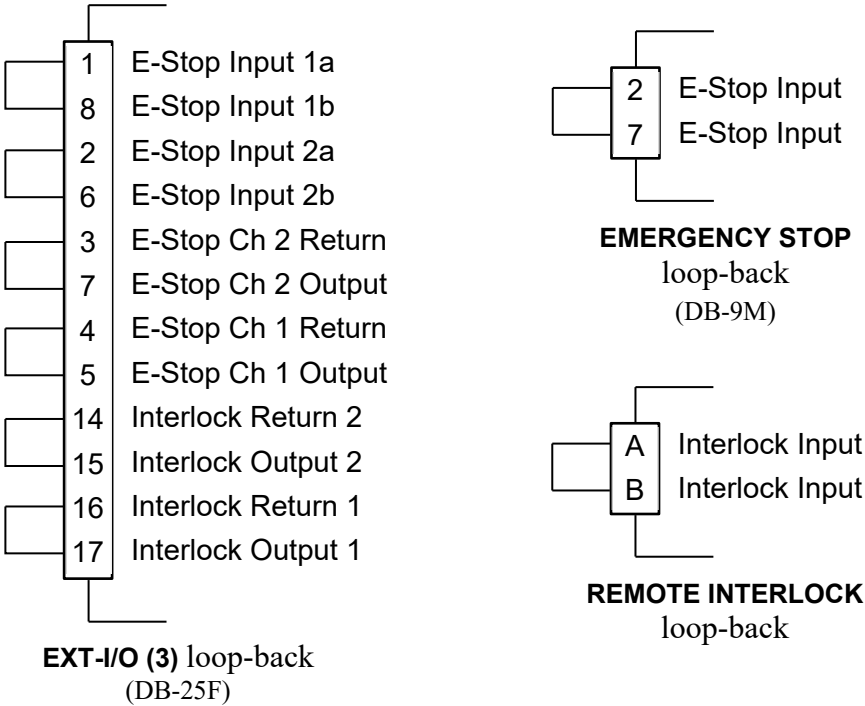 1 E-Stop Input 1a
8 E-Stop Input 1b
2 E-Stop Input 2a
6 E-Stop Input 2b
3 E-Stop Ch 2 Return
7 E-Stop Ch 2 Output
4 E-Stop Ch 1 Return
5 E-Stop Ch 1 Output
14 Interlock Return 2
15 Interlock Output 2
16 Interlock Return 1
17 Interlock Output 1
EXT-I/O (3) loop-back
(DB-25F)
2 E-Stop Input
7 E-Stop Input
EMERGENCY STOP
loop-back
(DB-9M)
A Interlock Input
B Interlock Input
REMOTE INTERLOCK
loop-back